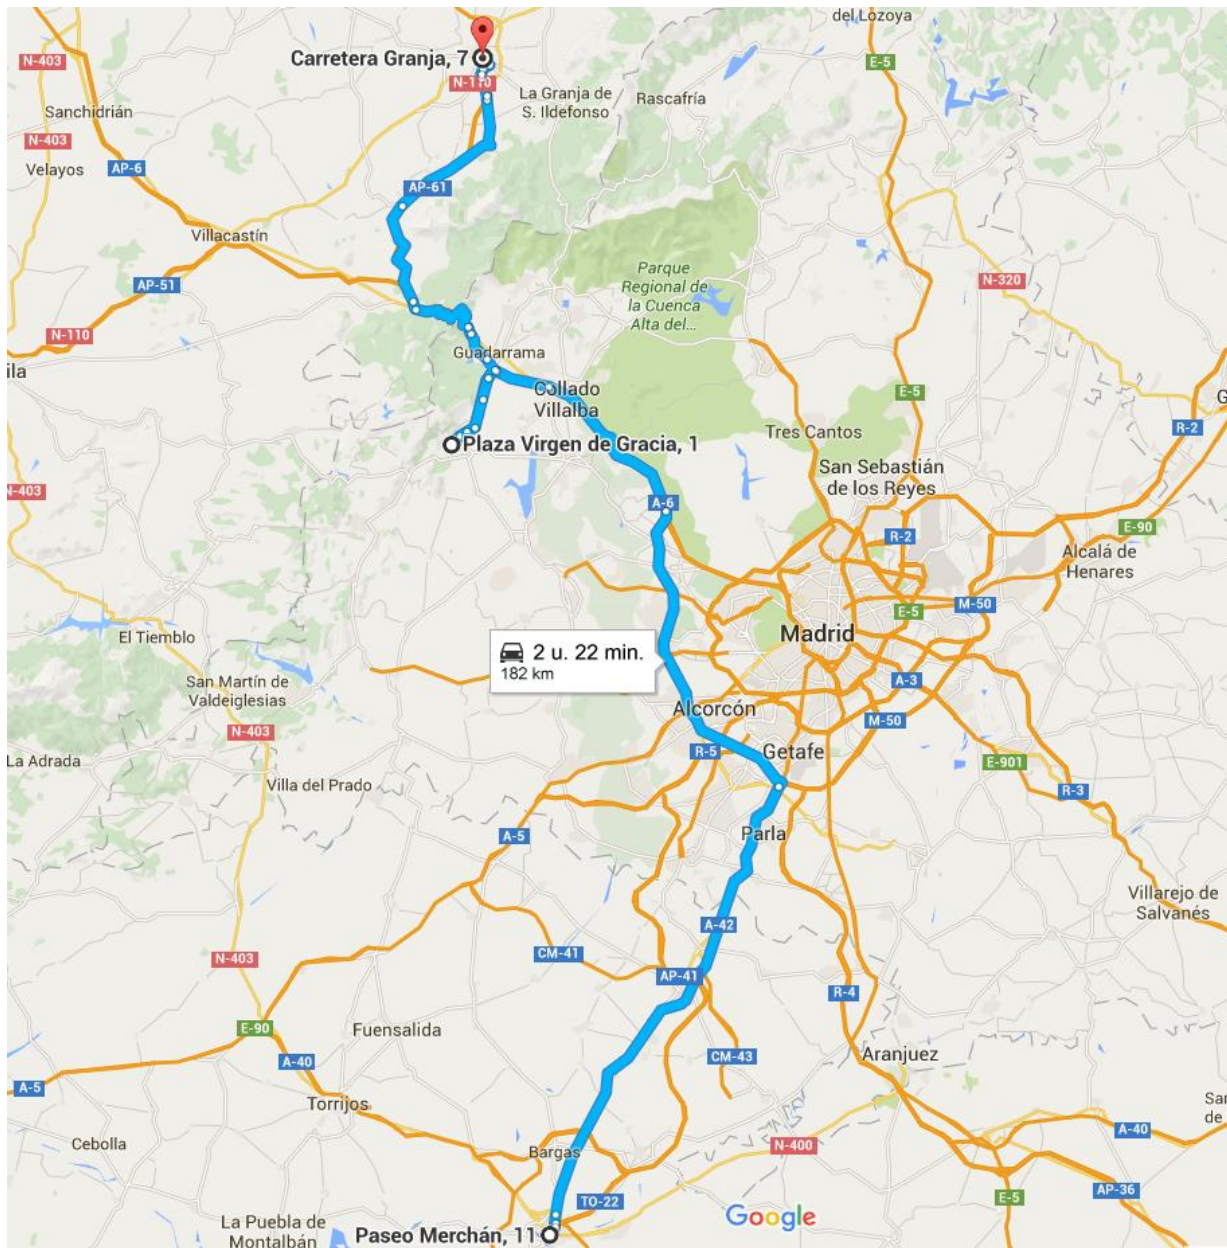 del Lozoya
N-403
Carretera Granja, 7
E-5
N-110
La Granja de
S. Ildefonso
Rascafría
Sanchidrián
N-403
Velayos
AP-6
AP-61
Villacastín
Parque
Regional de
la Cuenca
Alta del...
AP-51
N-320
N-110
Guadarrama
ila
Collado
Villalba
E-5
G
R-2
Tres Cantos
Plaza Virgen de Gracia, 1
San Sebastián
de los Reyes
N-403
A-6
E-90
R-2
Alcalá de
Henares
M-50
E-5
El Tiemblo
Madrid
2 u. 22 min.
182 km
San Martín de
Valdeiglesias
A-3
Alcorcón
M-50
N-403
R-5
Getafe
La Adrada
E-901
Villa del Prado
R-3
A-5
Parla
Villarejo de
Salvanés
A-42
CM-41
N-403
AP-41
R-4
E-90
Fuensalida
A-40
CM-43
Aranjuez
A-5
Torrijos
Sar
de
A-40
Cebolla
N-400
Bargas
AP-36
TO-22
E-5
Google
La Puebla de
Montalbán
Paseo Merchán, 11